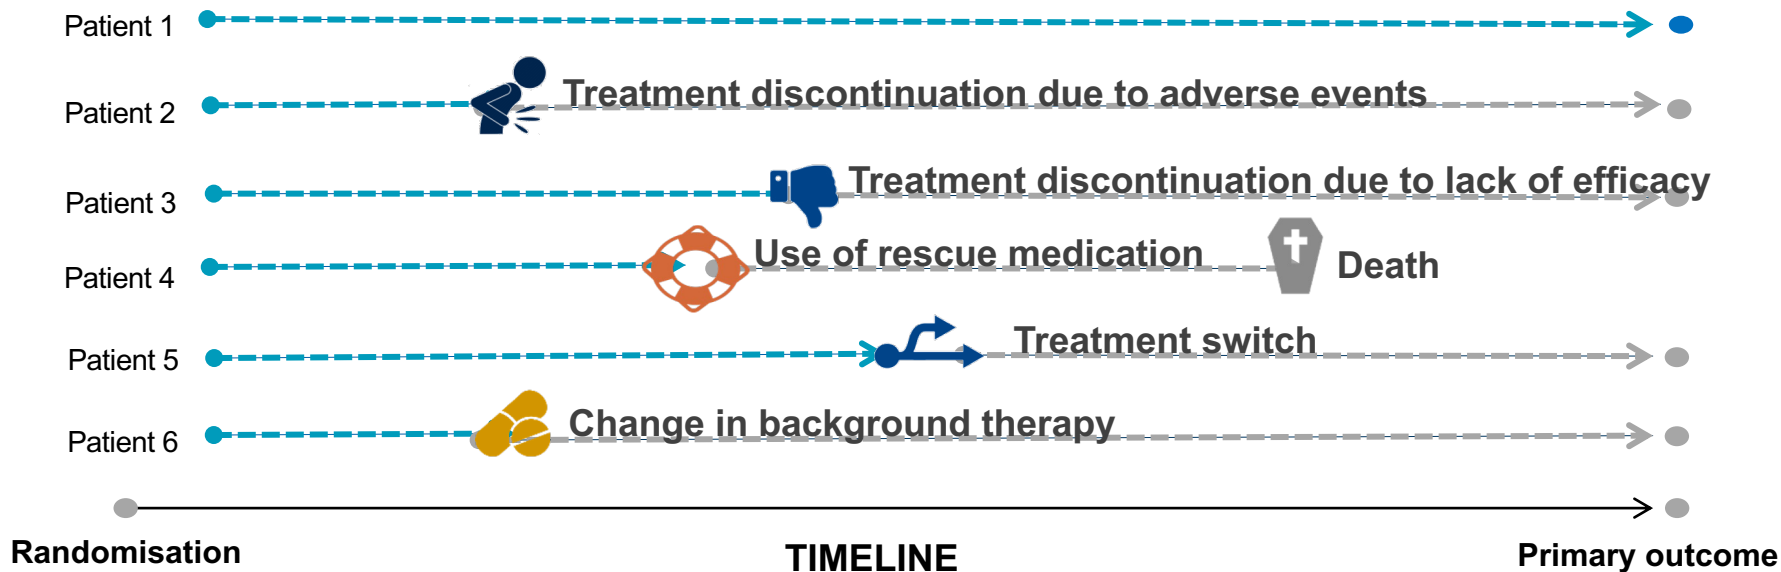 Patient 1
Patient 2
Treatment discontinuation due to adverse events
Patient 3
Treatment discontinuation due to lack of efficacy
Patient 4
Use of rescue medication
Death
Patient 5
Treatment switch
Patient 6
Change in background therapy
Randomisation
TIMELINE
Primary outcome